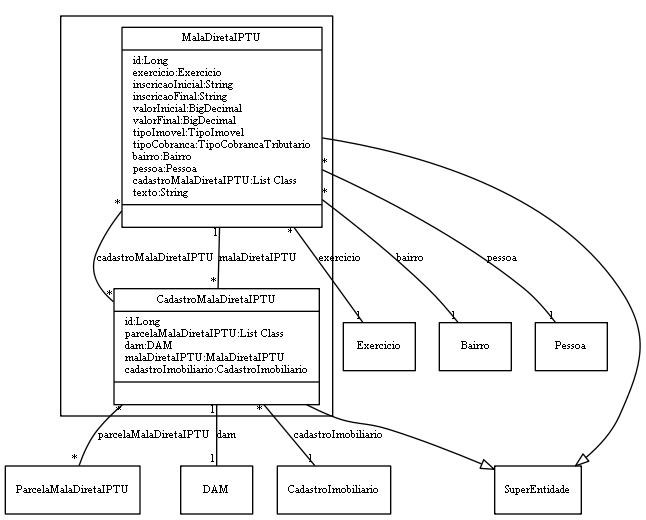 MalaDiretaIPTU
id:Long
exercicio:Exercicio
inscricaoInicial:String
inscricaoFinal:String
valorInicial:BigDecimal
valorFinal:BigDecimal
tipoImovel:TipoImovel
tipoCobranca:TipoCobrancaTributario
bairro:Bairro
pessoa:Pessoa
cadastroMalaDiretaIPTU:List Class
texto:String
* 1 * * *
cadastroMalaDiretaIPTU malaDiretaIPTU exercicio bairro pessoa
* * 1 1 1
CadastroMalaDiretaIPTU
id:Long
parcelaMalaDiretaIPTU:List Class
dam:DAM
malaDiretaIPTU:MalaDiretaIPTU
cadastroImobiliario:CadastroImobiliario
Exercicio Bairro Pessoa
* 1 *
parcelaMalaDiretaIPTU dam cadastroImobiliario
* 1 1
ParcelaMalaDiretaIPTU DAM CadastroImobiliario SuperEntidade